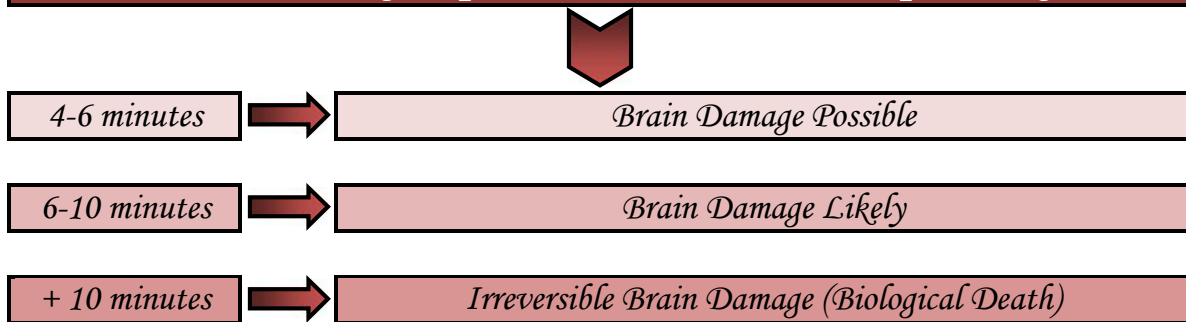 4-6 minutes
Brain Damage Possible
6-10 minutes
Brain Damage Likely
+ 10 minutes
Irreversible Brain Damage (Biological Death)